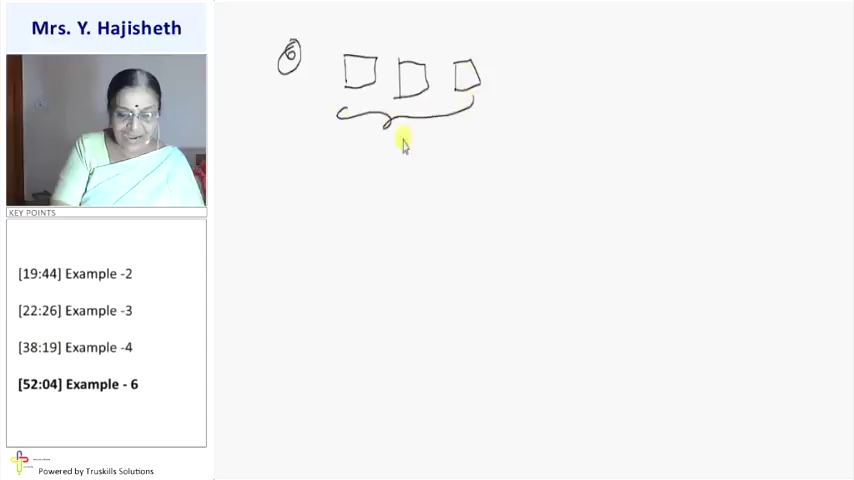 Mrs. Y. Hajisheth
KEY POINTS
[19:44] Example -2
[22:26] Example -3
[38:19] Example -4
[52:04] Example - 6
Powered by Truskills Solutions
6